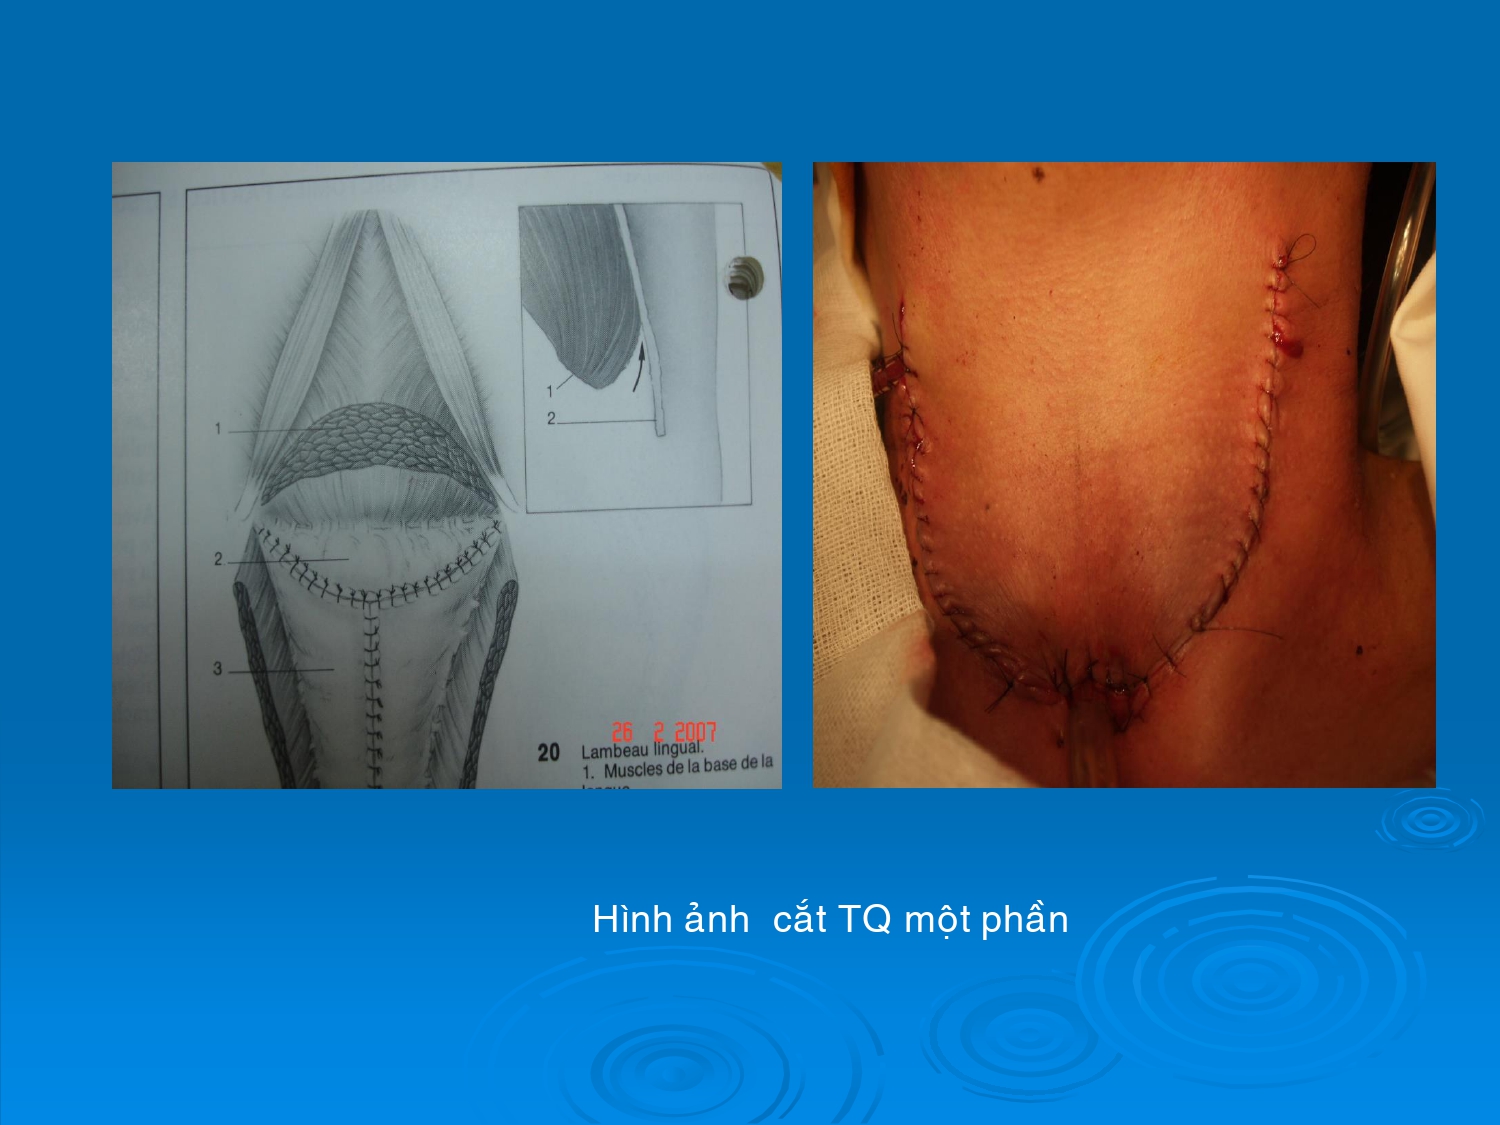 1
2
3
1
2
26 2 2007
20 Lambeau lingual.
1. Muscles de la base de la
Hình ảnh cắt TQ một phần